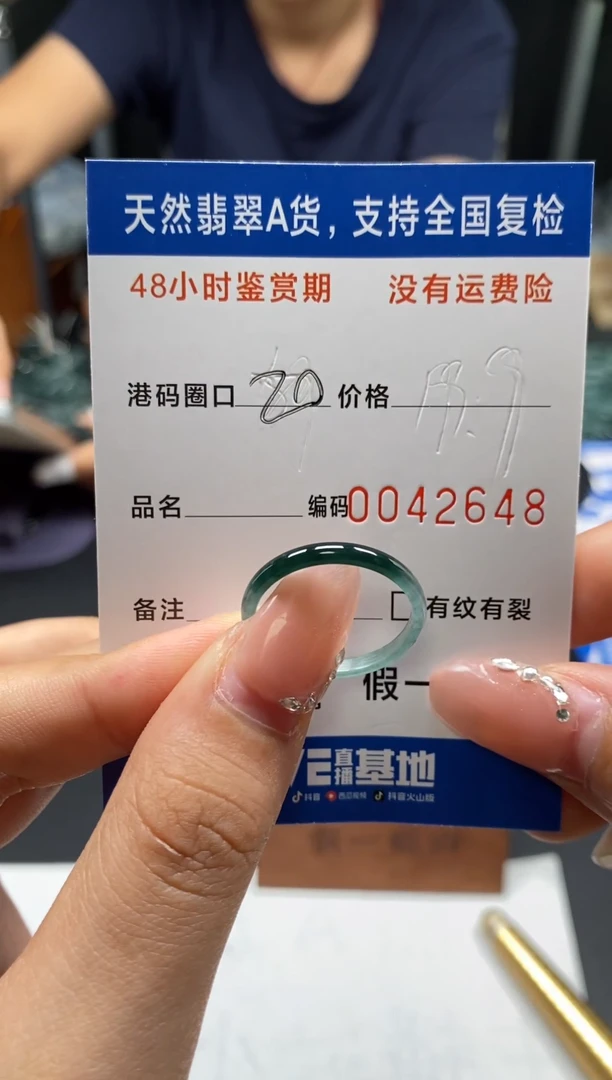 天然翡翠A货，支持全国复检
48小时鉴赏期 没有运费险
港码圈口 20 价格
品名 编码0042648
备注 有纹有裂
假一
直播基地
抖音 西瓜视频 抖音火山版